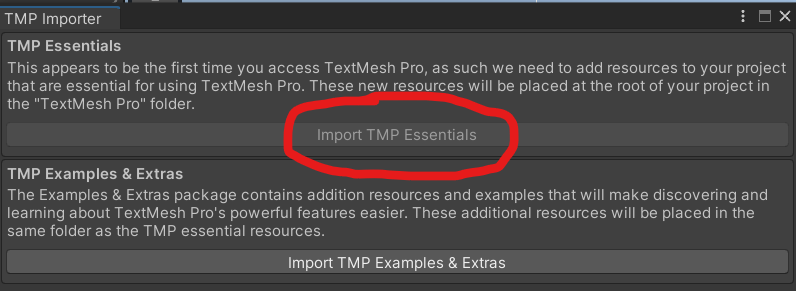 TMP Importer
TMP Essentials
This appears to be the first time you access TextMesh Pro, as such we need to add resources to your project
that are essential for using TextMesh Pro. These new resources will be placed at the root of your project in
the "TextMesh Pro" folder.
Import TMP Essentials
TMP Examples & Extras
The Examples & Extras package contains addition resources and examples that will make discovering and
learning about TextMesh Pro's powerful features easier. These additional resources will be placed in the
same folder as the TMP essential resources.
Import TMP Examples & Extras